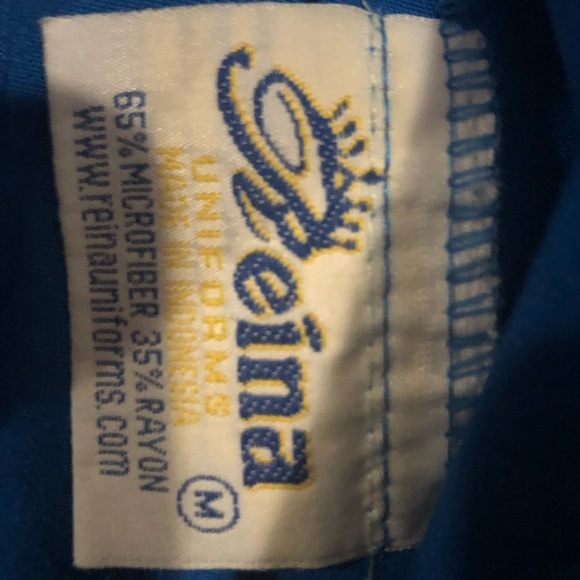 Reina
UNIFORMS
MADE IN INDONESIA
M
65% MICROFIBER 35% RAYON
www.reinauniforms.com